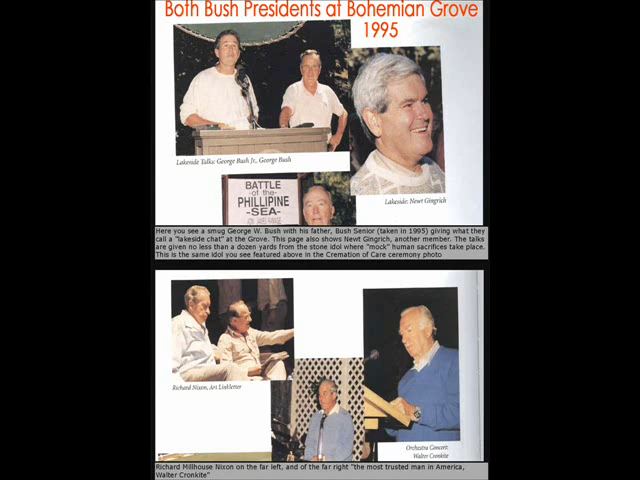 Both Bush Presidents at Bohemian Grove
1995
Lakeside Talks: George Bush Jr., George Bush
Lakeside: Newt Gingrich
BATTLE
-of the-
PHILLIPINE
-SEA-
Here you see a smug George W. Bush with his father, Bush Senior (taken in 1995) giving what they
call a "lakeside chat" at the Grove. This page also shows Newt Gingrich, another member. The talks
are given no less than a dozen yards from the stone idol where "mock" human sacrifices take place.
This is the same idol you see featured above in the Cremation of Care ceremony photo
Richard Nixon, Art Linkletter
Orchestra Concert:
Walter Cronkite
Richard Millhouse Nixon on the far left, and of the far right "the most trusted man in America,
Walter Cronkite"